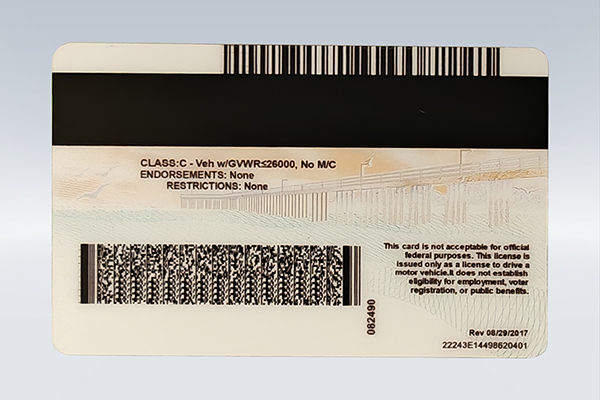 CLASS:C - Veh w/GVWR≤26000, No M/C
ENDORSEMENTS: None
RESTRICTIONS: None
This card is not acceptable for official
federal purposes. This license is
issued only as a license to drive a
motor vehicle.It does not establish
eligibility for employment, voter
registration, or public benefits.
082490
Rev 08/29/2017
22243E14498620401